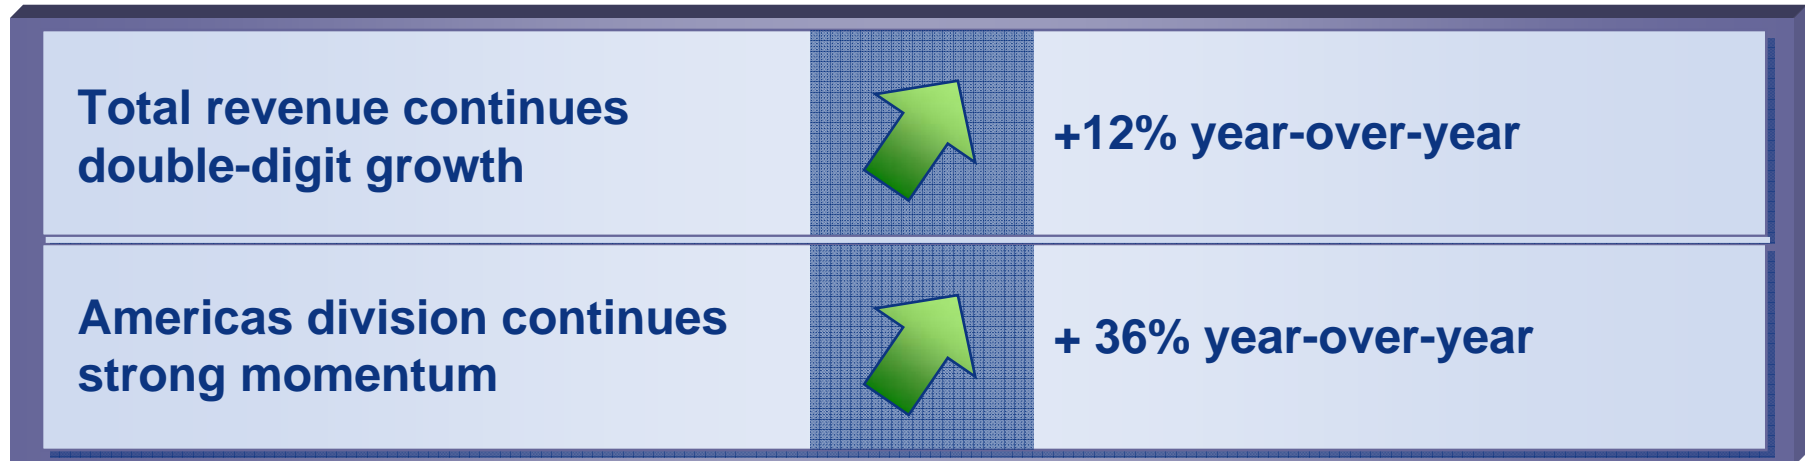 Total revenue continues
double-digit growth
+12% year-over-year
Americas division continues
strong momentum
+ 36% year-over-year